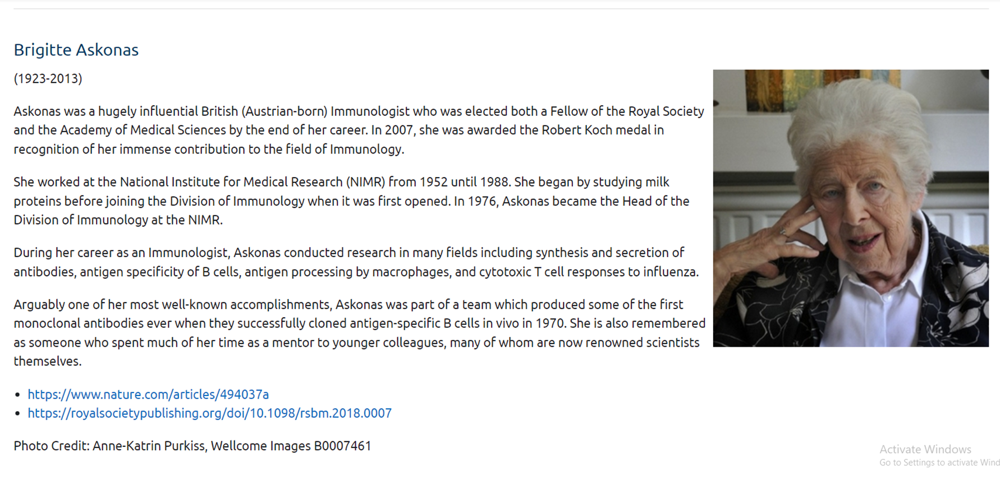 Brigitte Askonas
(1923-2013)
Askonas was a hugely influential British (Austrian-born) Immunologist who was elected both a Fellow of the Royal Society
and the Academy of Medical Sciences by the end of her career. In 2007, she was awarded the Robert Koch medal in
recognition of her immense contribution to the field of Immunology.
She worked at the National Institute for Medical Research (NIMR) from 1952 until 1988. She began by studying milk
proteins before joining the Division of Immunology when it was first opened. In 1976, Askonas became the Head of the
Division of Immunology at the NIMR.
During her career as an Immunologist, Askonas conducted research in many fields including synthesis and secretion of
antibodies, antigen specificity of B cells, antigen processing by macrophages, and cytotoxic T cell responses to influenza.
Arguably one of her most well-known accomplishments, Askonas was part of a team which produced some of the first
monoclonal antibodies ever when they successfully cloned antigen-specific B cells in vivo in 1970. She is also remembered
as someone who spent much of her time as a mentor to younger colleagues, many of whom are now renowned scientists
themselves.
• https://www.nature.com/articles/494037a
• https://royalsocietypublishing.org/doi/10.1098/rsbm.2018.0007
Photo Credit: Anne-Katrin Purkiss, Wellcome Images B0007461
Activate Windows
Go to Settings to activate Wind